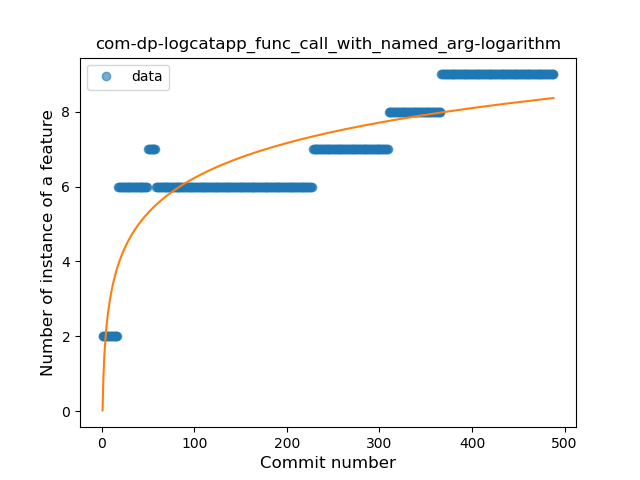 com-dp-logcatapp_func_call_with_named_arg-logarithm
data
Number of instance of a feature
8
6
4
2
0
0 100 200 300 400 500
Commit number